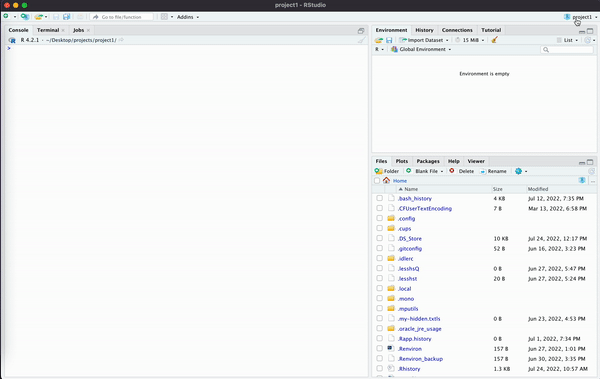 project1 - RStudio
Go to file/function
Addins
project1
Console Terminal × Jobs ×
R 4.2.1 · ~/Desktop/projects/project1/
>
Environment History Connections Tutorial
Import Dataset 15 MiB List
R Global Environment
Environment is empty
Files Plots Packages Help Viewer
Folder Blank File Delete Rename
Home
Name Size Modified
.bash_history 4 KB Jul 12, 2022, 7:35 PM
.CFUserTextEncoding 7 B Mar 13, 2022, 6:58 PM
.config
.cups
.DS_Store 10 KB Jul 24, 2022, 12:17 PM
.gitconfig 52 B Jun 16, 2022, 3:23 PM
.idlerc
.lesshsQ 0 B Jun 27, 2022, 5:47 PM
.lesshst 20 B Jun 27, 2022, 5:24 PM
.local
.mono
.mputils
.my-hidden.txtls 0 B Jun 23, 2022, 4:53 PM
.oracle_jre_usage
.Rapp.history 0 B Jul 1, 2022, 7:34 PM
.Renviron 157 B Jun 27, 2022, 1:01 PM
.Renviron_backup 157 B Jun 30, 2022, 3:35 PM
.Rhistory 1.3 KB Jul 24, 2022, 10:57 AM